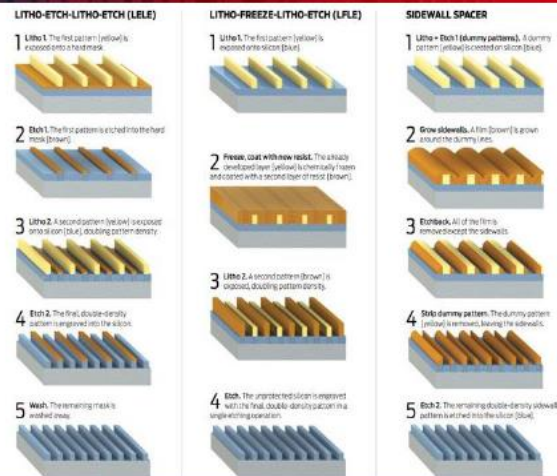 LITHO-ETCH-LITHO-ETCH (LELE)
1 Litho 1. The first pattern (yellow) is
exposed onto a hard mask.
2 Etch 1. The first pattern is etched into the hard
mask (brown).
3 Litho 2. A second pattern (yellow) is exposed
onto silicon (blue), doubling pattern density.
4 Etch 2. The final, double-density
pattern is engraved into the silicon.
5 Wash. The remaining mask is
washed away.
LITHO-FREEZE-LITHO-ETCH (LFLE)
1 Litho 1. The first pattern (yellow) is
exposed onto silicon (blue).
2 Freeze, coat with new resist. The already
developed layer (yellow) is chemically frozen
and coated with a second layer of resist (brown).
3 Litho 2. A second pattern (brown) is
exposed, doubling pattern density.
4 Etch. The unprotected silicon is engraved
with the final, double-density pattern in a
single etching operation.
SIDEWALL SPACER
1 Litho + Etch 1 (dummy patterns). A dummy
pattern (yellow) is created on silicon (blue).
2 Grow sidewalls. A film (brown) is grown
around the dummy lines.
3 Etchback. All of the film is
removed except the sidewalls.
4 Strip dummy pattern. The dummy pattern
(yellow) is removed, leaving the sidewalls.
5 Etch 2. The remaining double-density sidewall
pattern is etched into the silicon (blue).